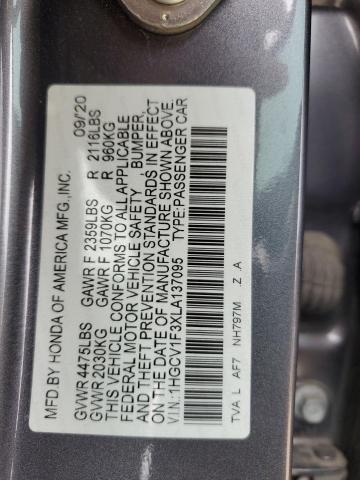 MFD.BY HONDA OF AMERICA MFG.,INC. 09/20
GVWR 4475LBS GAWR F 2359LBS R 2116LBS
GVWR 2030KG GAWR F 1070KG R 960KG
THIS VEHICLE CONFORMS TO ALL APPLICABLE
FEDERAL MOTOR VEHICLE SAFETY, BUMPER,
AND THEFT PREVENTION STANDARDS IN EFFECT
ON THE DATE OF MANUFACTURE SHOWN ABOVE.
V.I.N.:1HGCV1F3XLA137095 TYPE:PASSENGER CAR
TVA L AF7 NH797M Z A